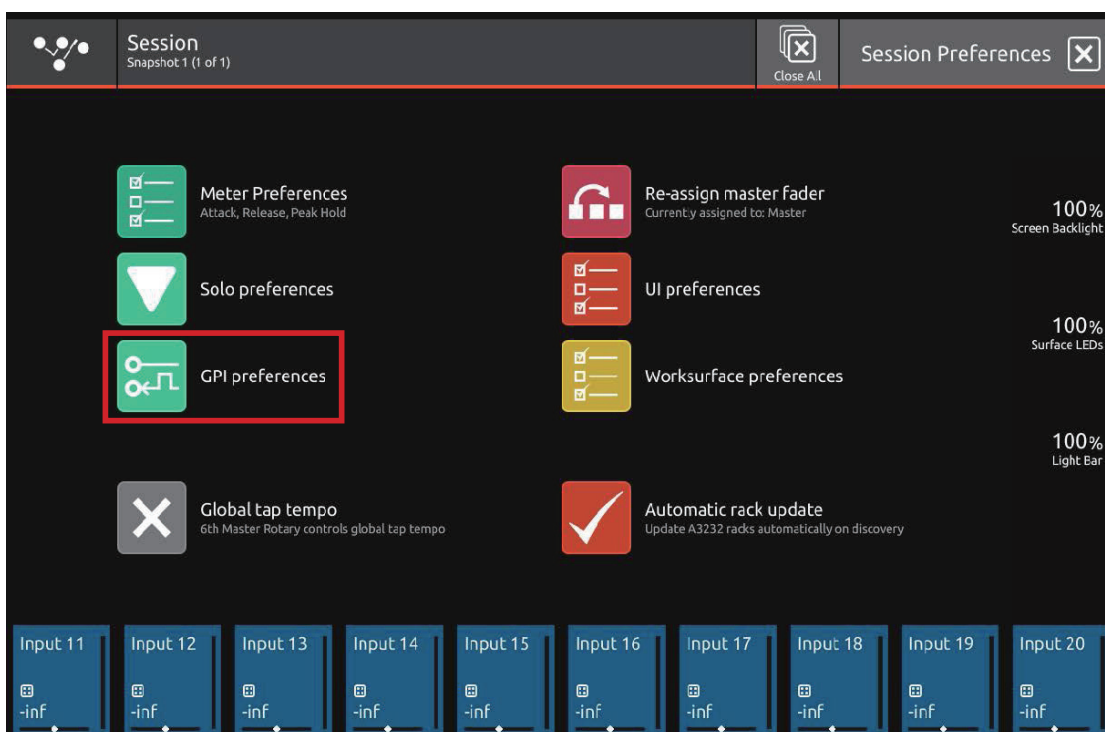 Session
Snapshot 1 (1 of 1)
Close All
Session Preferences
Meter Preferences
Attack, Release, Peak Hold
Re-assign master fader
Currently assigned to: Master
100%
Screen Backlight
Solo preferences
UI preferences
100%
Surface LEDs
GPI preferences
Worksurface preferences
100%
Light Bar
Global tap tempo
6th Master Rotary controls global tap tempo
Automatic rack update
Update A3232 racks automatically on discovery
Input 11
-inf
Input 12
-inf
Input 13
-inf
Input 14
-inf
Input 15
-inf
Input 16
-inf
Input 17
-inf
Input 18
-inf
Input 19
-inf
Input 20
-inf